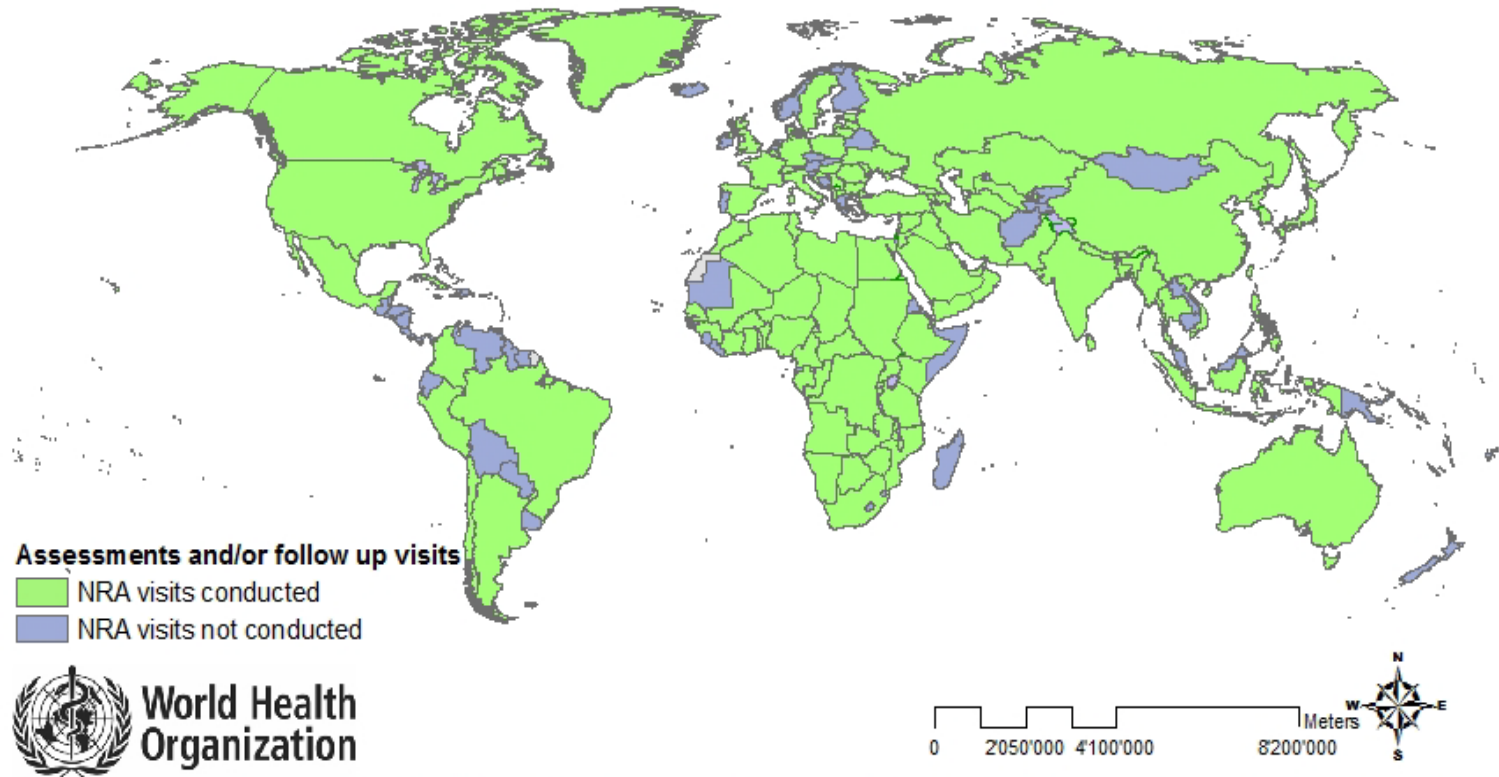 Assessments and/or follow up visits
NRA visits conducted
NRA visits not conducted
World Health
Organization
N
W
E
S
Meters
0 2'050'000 4'100'000 8'200'000